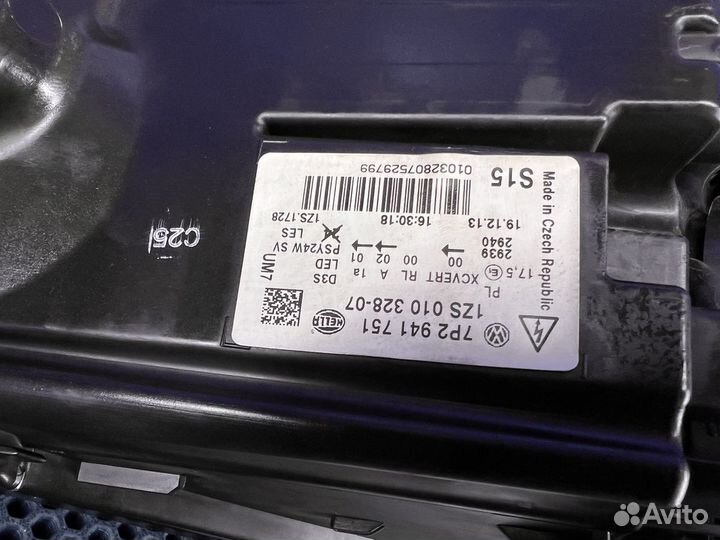 7P2 941 751
1ZS 010 328-07
HELLA
UM7
D3S
LED
PSY24W SV
LES
PL XCVERT RL A 1a
17,5 E1
00 02 01
00
2939
2940
19.12.13
16:30:18
1ZS.1728
01032807529799
S15
Made in Czech Republic
C25
Avito